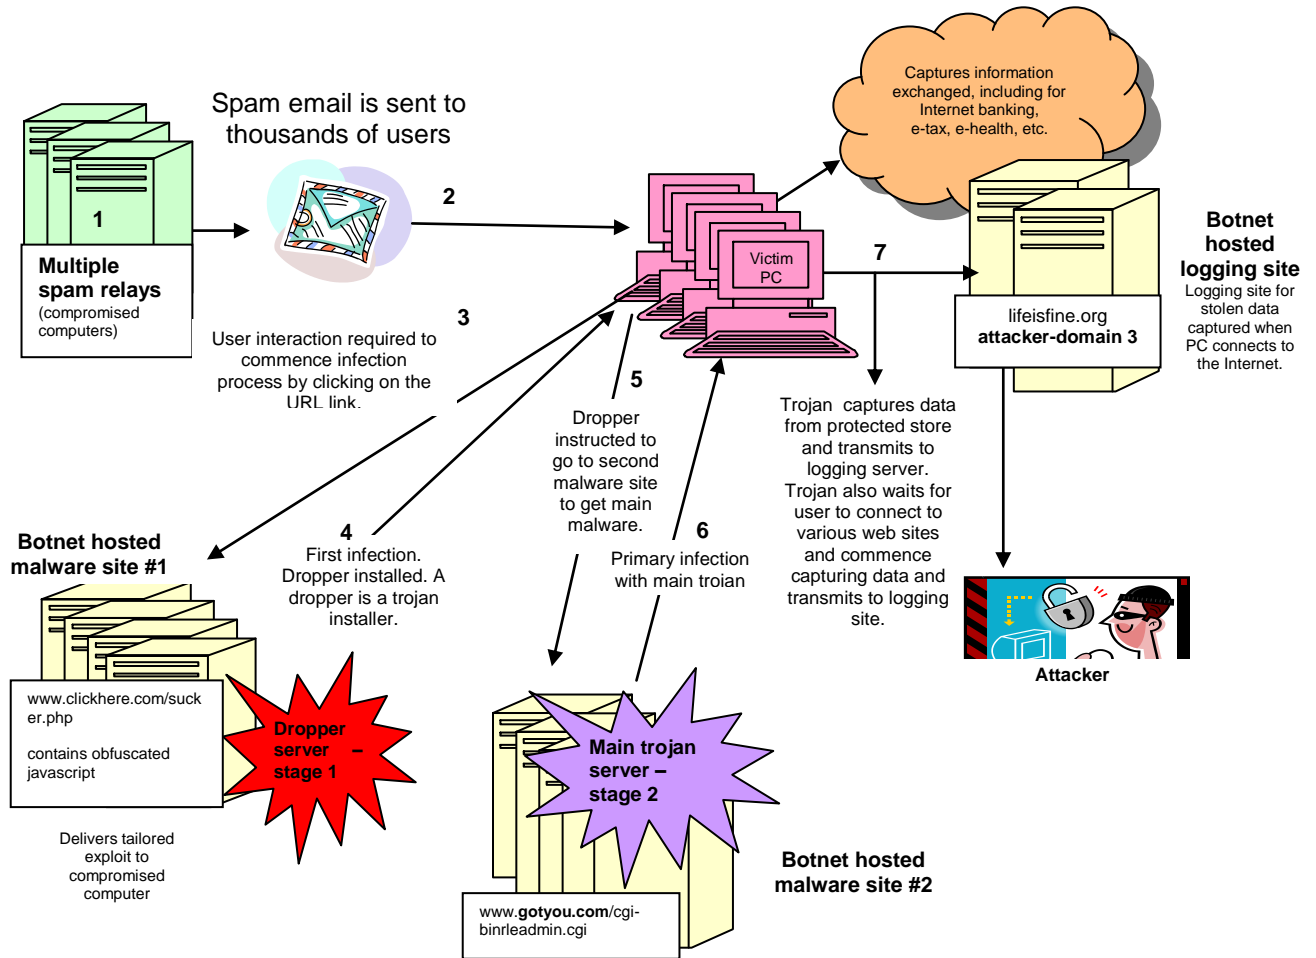 Captures information
exchanged, including for
Internet banking,
e-tax, e-health, etc.
Spam email is sent to
thousands of users
1
2
Multiple
spam relays
(compromised
computers)
Victim
PC
7
Botnet
hosted
logging site
Logging site for
stolen data
captured when
PC connects to
the Internet.
lifeisfine.org
attacker-domain 3
3
User interaction required to
commence infection
process by clicking on the
URL link.
5
Dropper
instructed to
go to second
malware site
to get main
malware.
Trojan captures data
from protected store
and transmits to
logging server.
Trojan also waits for
user to connect to
various web sites
and commence
capturing data and
transmits to logging
site.
4
First infection.
Dropper installed. A
dropper is a trojan
installer.
6
Primary infection
with main trojan
Botnet hosted
malware site #1
Attacker
www.clickhere.com/suck
er.php
contains obfuscated
javascript
Dropper
server –
stage 1
Main trojan
server –
stage 2
Delivers tailored
exploit to
compromised
computer
Botnet hosted
malware site #2
www.gotyou.com/cgi-
binrleadmin.cgi